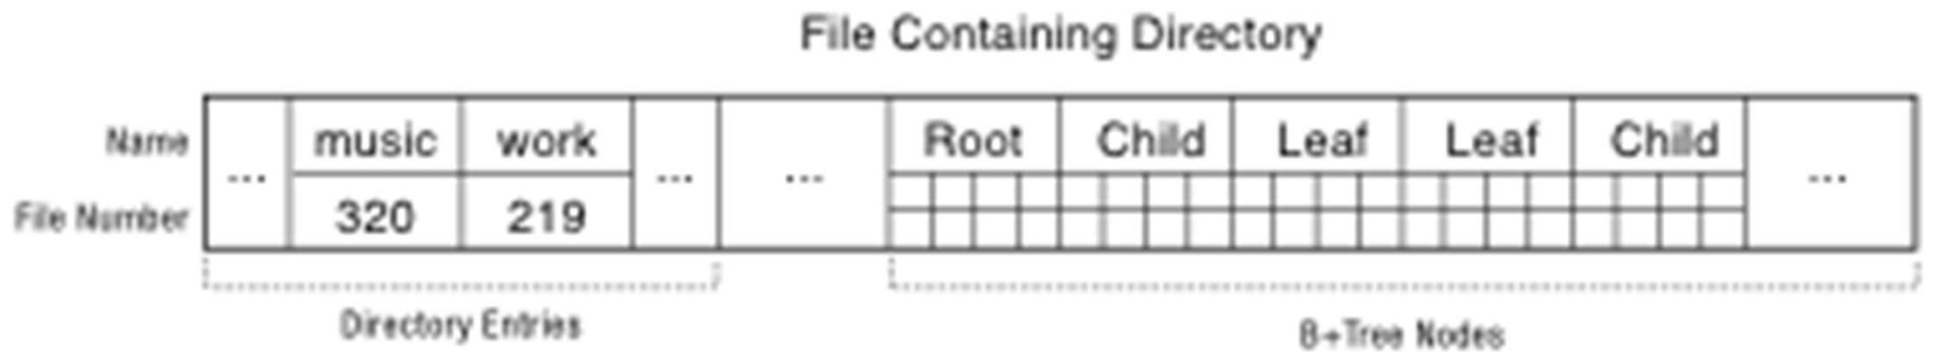 File Containing Directory
Name ... music work ... ... Root Child Leaf Leaf Child ...
File Number 320 219
Directory Entries
B+Tree Nodes